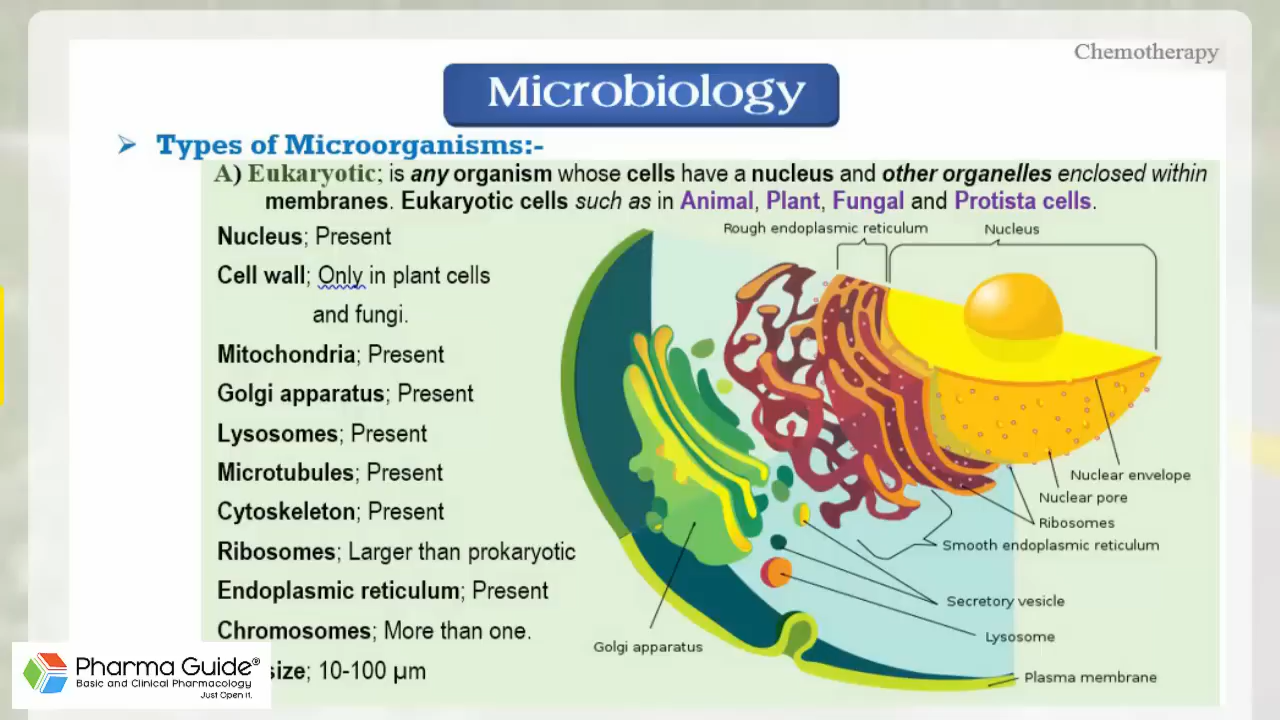 Chemotherapy
Microbiology
➢ Types of Microorganisms:-
A) Eukaryotic; is any organism whose cells have a nucleus and other organelles enclosed within
membranes. Eukaryotic cells such as in Animal, Plant, Fungal and Protista cells.
Nucleus; Present
Cell wall; Only in plant cells
and fungi.
Mitochondria; Present
Golgi apparatus; Present
Lysosomes; Present
Microtubules; Present
Cytoskeleton; Present
Ribosomes; Larger than prokaryotic
Endoplasmic reticulum; Present
Chromosomes; More than one.
size; 10-100 µm
Rough endoplasmic reticulum
Nucleus
Nuclear envelope
Nuclear pore
Ribosomes
Smooth endoplasmic reticulum
Secretory vesicle
Lysosome
Golgi apparatus
Plasma membrane
Pharma Guide®
Basic and Clinical Pharmacology
Just Open it.